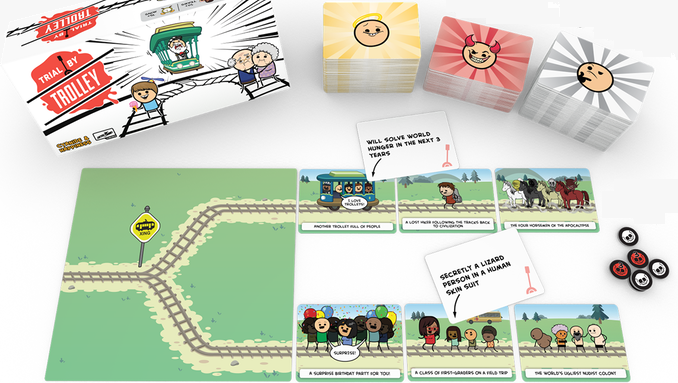 TRIAL BY
TROLLEY
TRIAL BY
TROLLEY
CYANIDE &
HAPPINESS
WILL SOLVE WORLD
HUNGER IN THE NEXT 3
YEARS
I LOVE
TROLLEYS!
ANOTHER TROLLEY FULL OF PEOPLE
A LOST HIKER FOLLOWING THE TRACKS BACK
TO CIVILIZATION
THE FOUR HORSEMEN OF THE APOCALYPSE
XING
SECRETLY A LIZARD
PERSON IN A HUMAN
SKIN SUIT
SURPRISE!
A SURPRISE BIRTHDAY PARTY FOR YOU!
A CLASS OF FIRST-GRADERS ON A FIELD TRIP
THE WORLD'S UGLIEST NUDIST COLONY